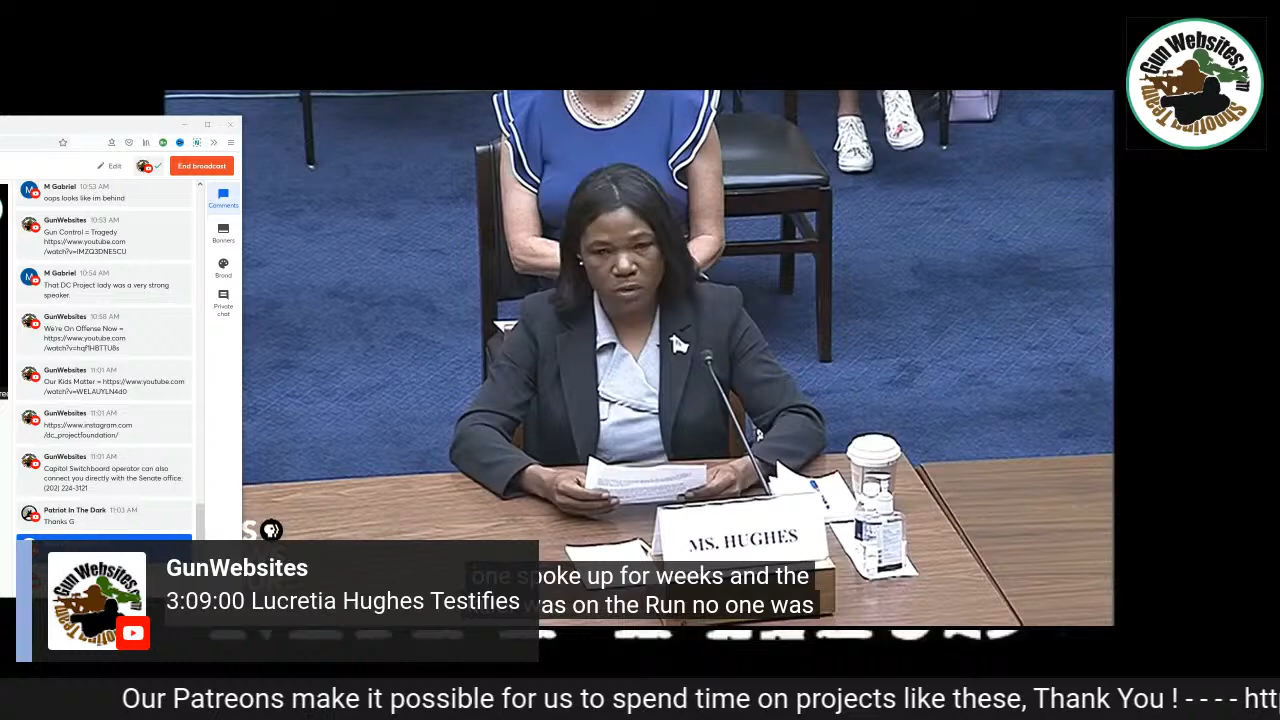 Gun Websites.com
Shooting Team
Edit
End broadcast
M Gabriel 10:53 AM
oops looks like im behind
GunWebsites 10:53 AM
Gun Control = Tragedy
https://www.youtube.com
/watch?v=IMZQ3DNESCU
M Gabriel 10:54 AM
That DC Project lady was a very strong
speaker.
GunWebsites 10:58 AM
We're On Offense Now =
https://www.youtube.com
/watch?v=hqf1HBTTU8s
GunWebsites 11:01 AM
Our Kids Matter = https://www.youtube.com
/watch?v=WELAUYLN4d0
GunWebsites 11:01 AM
https://www.instagram.com
/dc_projectfoundation/
GunWebsites 11:01 AM
Capitol Switchboard operator can also
connect you directly with the Senate office.
(202) 224-3121
Patriot In The Dark 11:03 AM
Thanks G
Comments
Banners
Brand
Private
chat
MS. HUGHES
one spoke up for weeks and the
was on the Run no one was
GunWebsites
3:09:00 Lucretia Hughes Testifies
Our Patreons make it possible for us to spend time on projects like these, Thank You ! - - - - htt